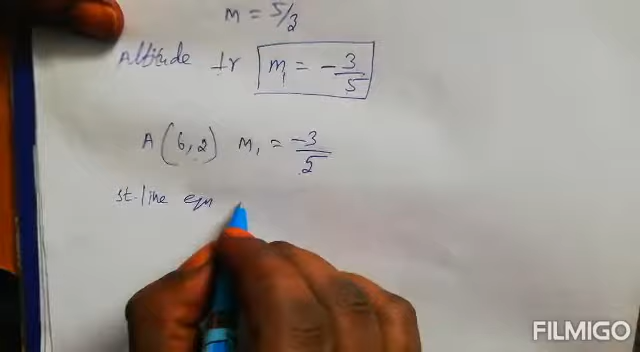 m = 5/3
Altitude ⊥r m₁ = -3/5
A (6,2) m₁ = -3/5
st.line eqn
FILMIGO